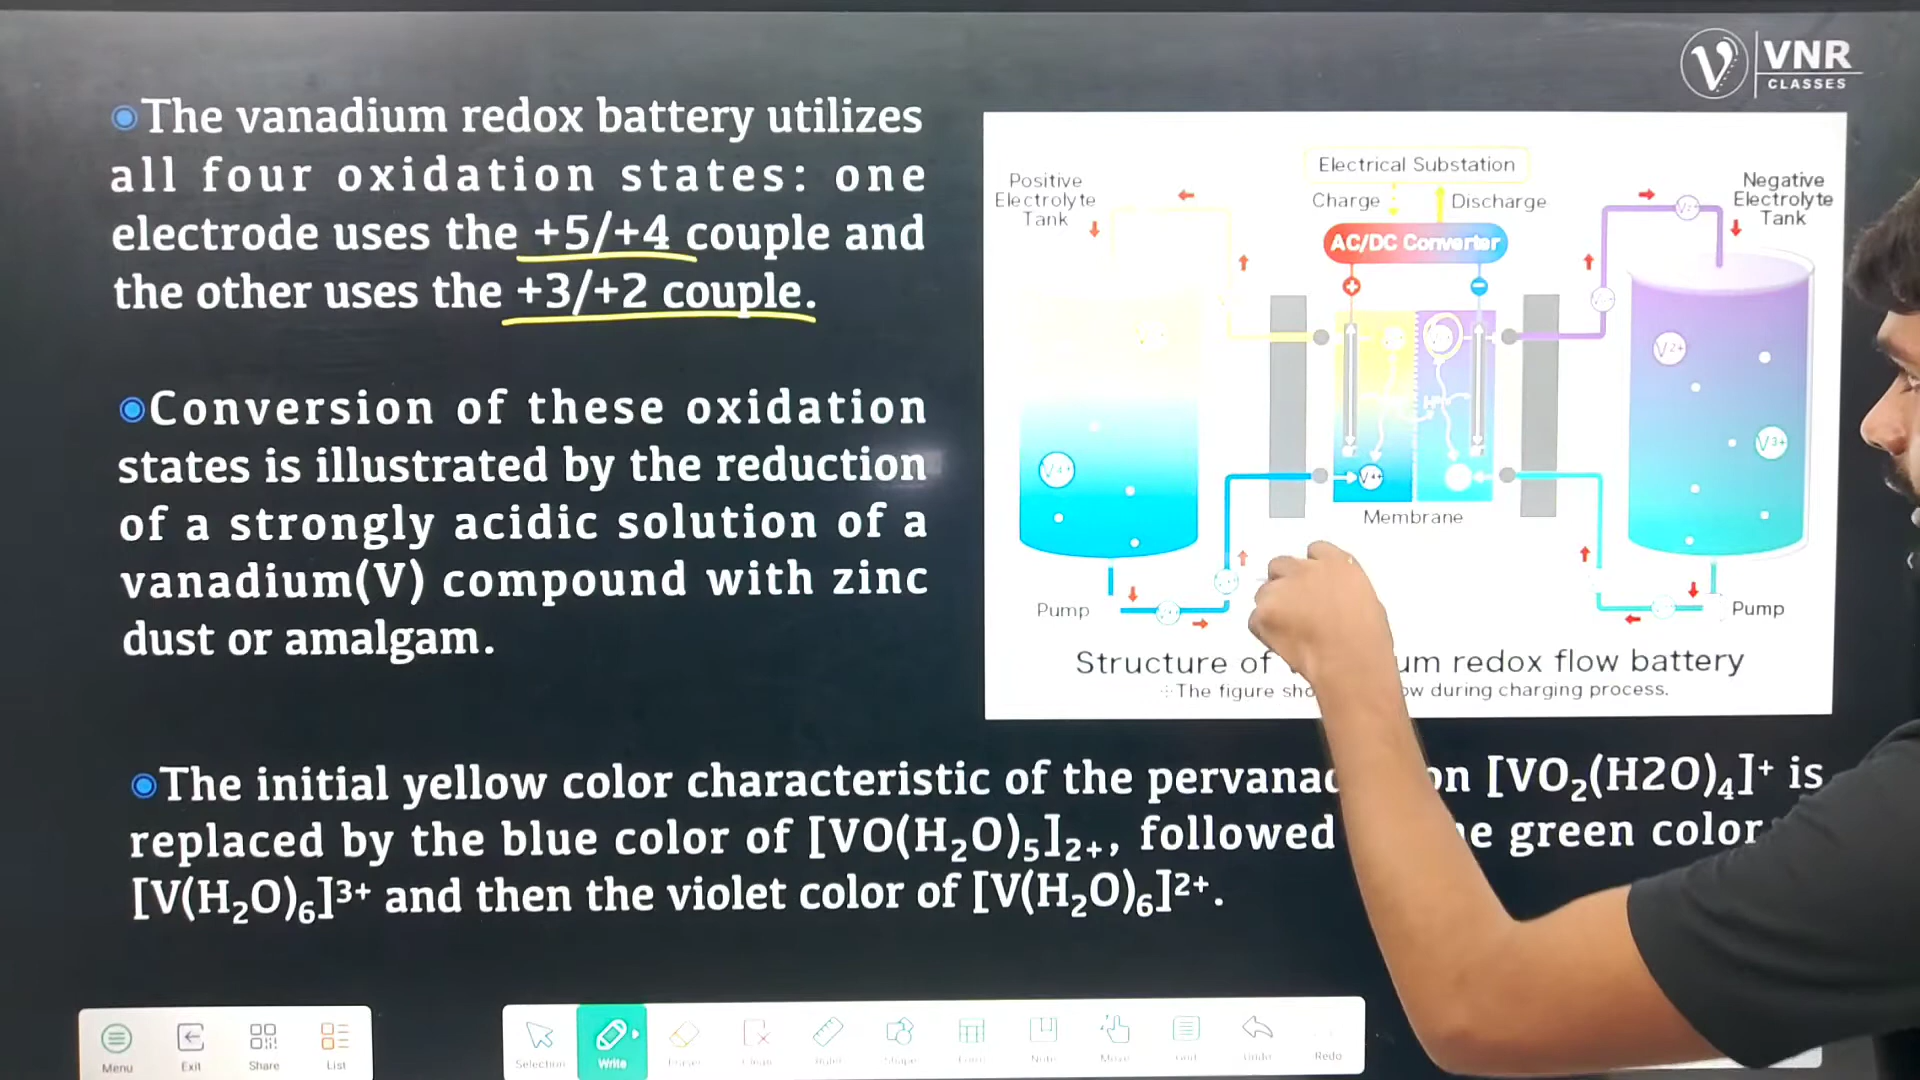 VNR
CLASSES
The vanadium redox battery utilizes
all four oxidation states: one
electrode uses the +5/+4 couple and
the other uses the +3/+2 couple.
Conversion of these oxidation
states is illustrated by the reduction
of a strongly acidic solution of a
vanadium(V) compound with zinc
dust or amalgam.
Electrical Substation
Charge
Discharge
AC/DC Converter
Positive
Electrolyte
Tank
Negative
Electrolyte
Tank
V2+
V3+
V4+
V4+
Membrane
Pump
Pump
Structure of um redox flow battery
The figure ow during charging process.
The initial yellow color characteristic of the [VO₂(H2O)₄]⁺ is
replaced by the blue color of [VO(H₂O)₅]₂₊, followed green color
[V(H₂O)₆]³⁺ and then the violet color of [V(H₂O)₆]²⁺.
Menu
Exit
Share
List
Selection
Write
Eraser
Shape
Note
Move
Undo
Redo